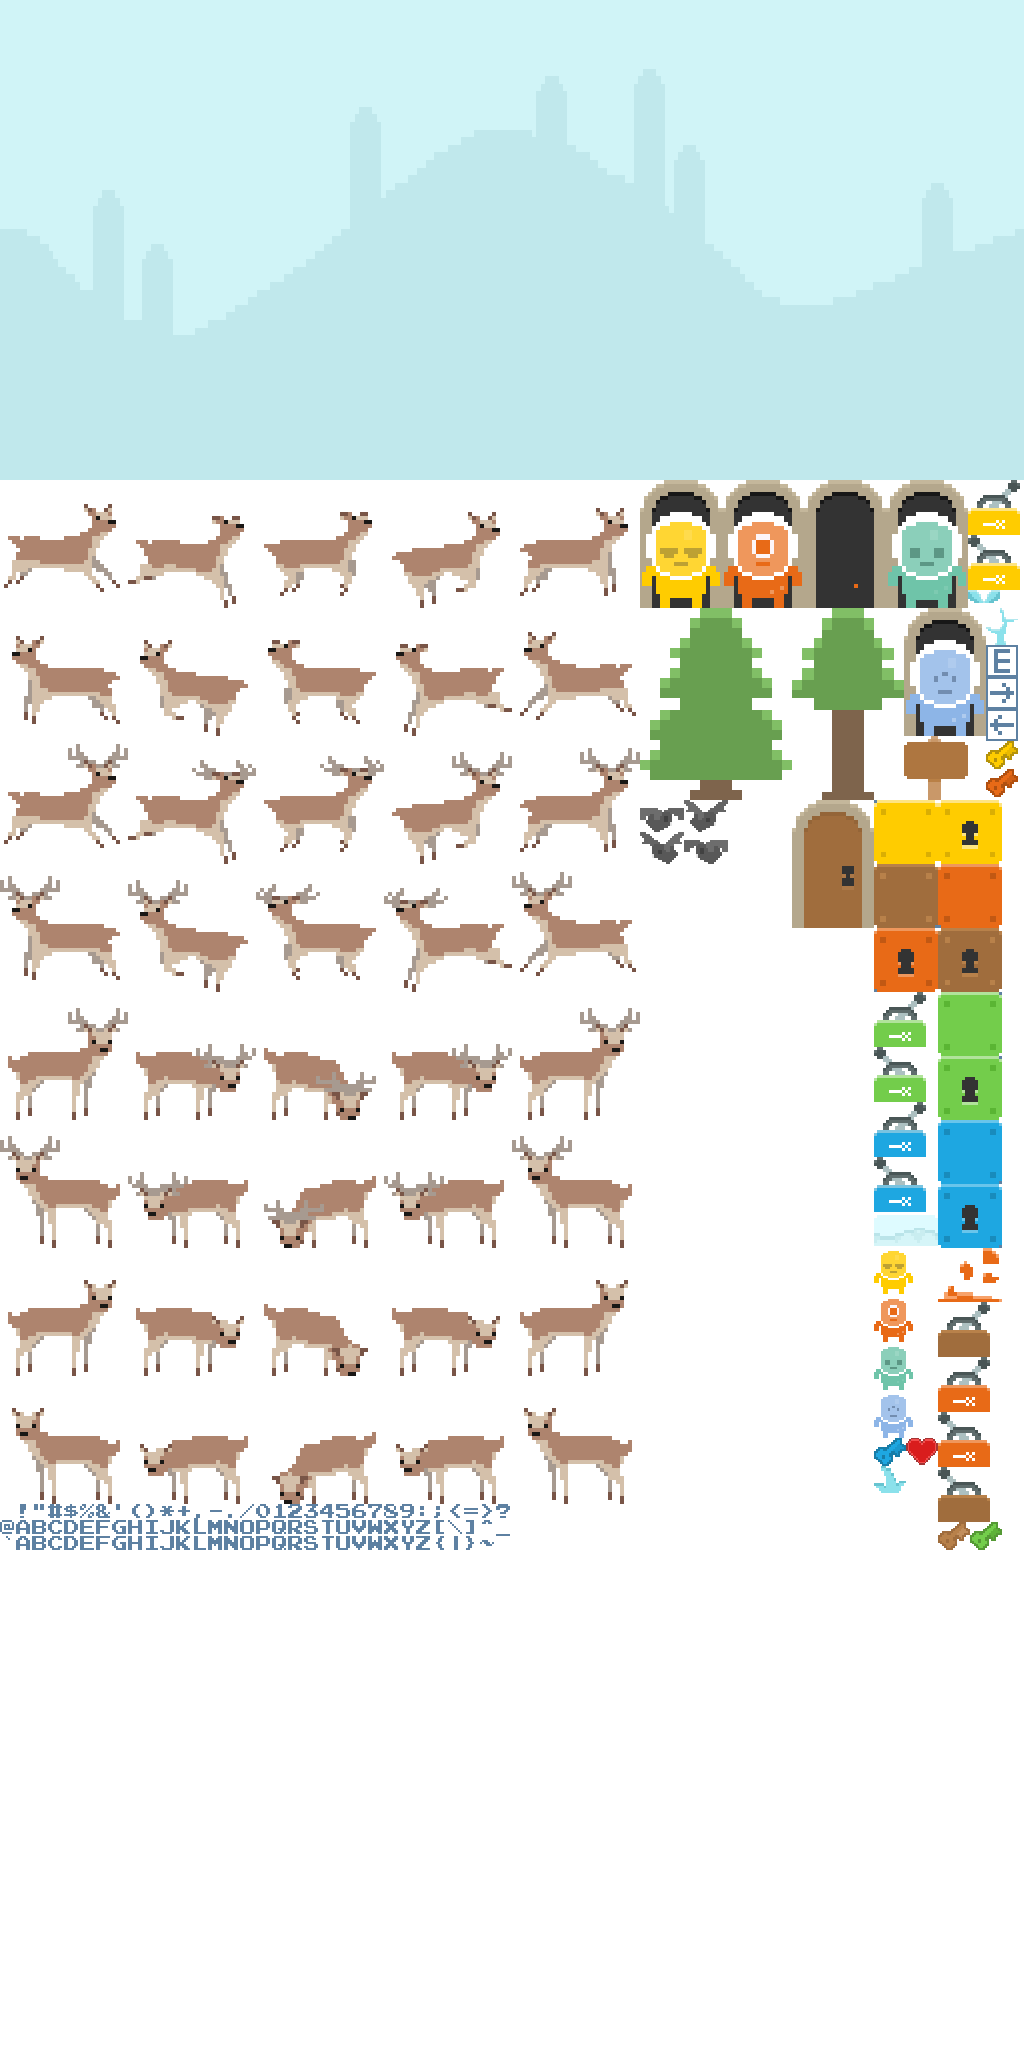 E
→
←
!"#$%&'()*+,-./0123456789:;<=>?
@ABCDEFGHIJKLMNOPQRSTUVWXYZ[\]^_
`ABCDEFGHIJKLMNOPQRSTUVWXYZ{|}~